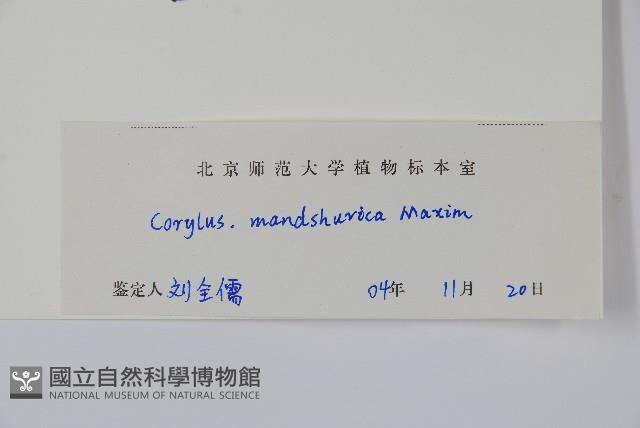 北京师范大学植物标本室
Corylus. mandshurica Maxim
鉴定人 刘全儒 04年 11月 20日
國立自然科學博物館
NATIONAL MUSEUM OF NATURAL SCIENCE